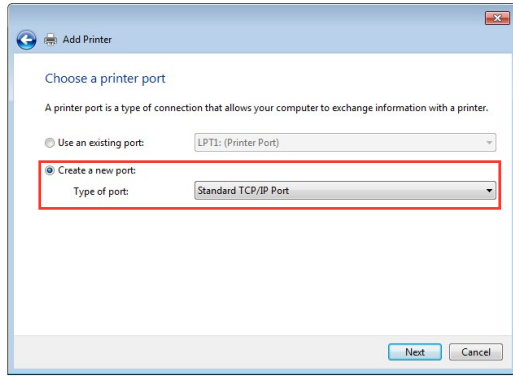 Add Printer
Choose a printer port
A printer port is a type of connection that allows your computer to exchange information with a printer.
Use an existing port: LPT1: (Printer Port)
Create a new port:
Type of port: Standard TCP/IP Port
Next Cancel